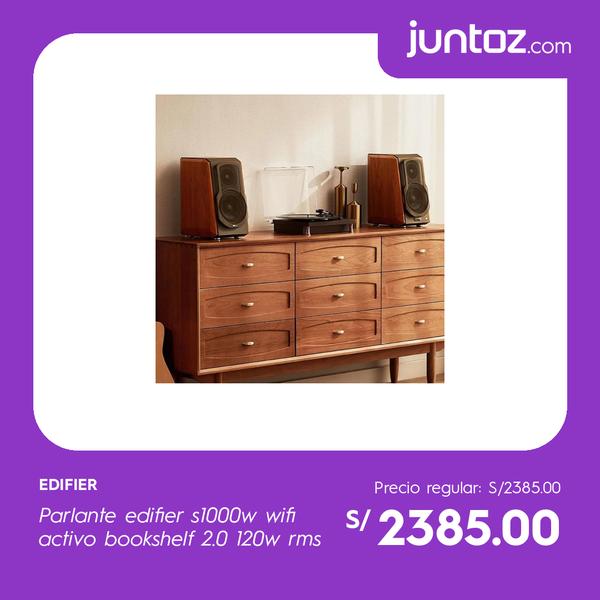 juntoz.com
EDIFIER
Parlante edifier s1000w wifi
activo bookshelf 2.0 120w rms
Precio regular: S/2385.00
S/ 2385.00